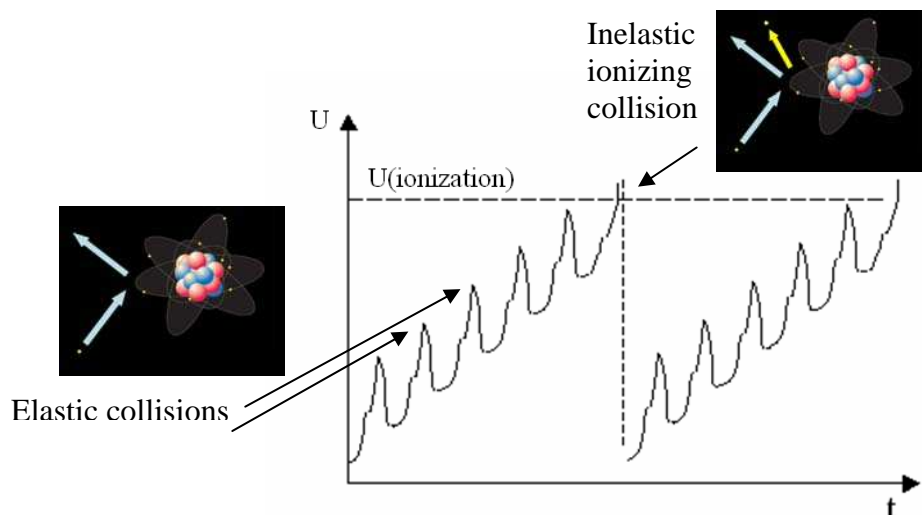 Inelastic
ionizing
collision
U
U(ionization)
Elastic collisions
t